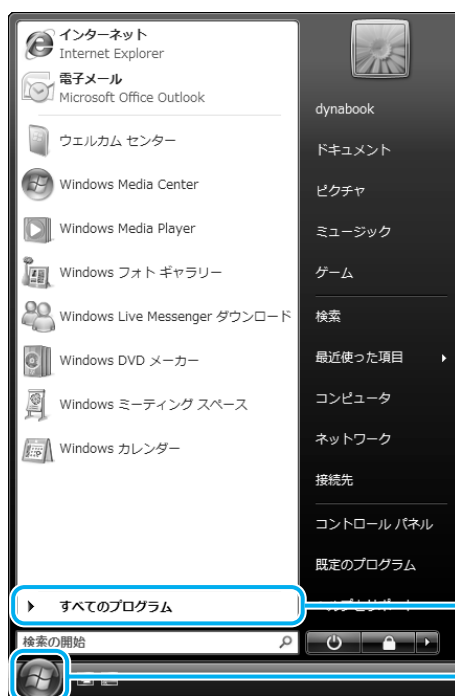 インターネット
Internet Explorer
電子メール
Microsoft Office Outlook
ウェルカム センター
Windows Media Center
Windows Media Player
Windows フォト ギャラリー
Windows Live Messenger ダウンロード
Windows DVD メーカー
Windows ミーティング スペース
Windows カレンダー
すべてのプログラム
検索の開始
dynabook
ドキュメント
ピクチャ
ミュージック
ゲーム
検索
最近使った項目
コンピュータ
ネットワーク
接続先
コントロール パネル
既定のプログラム